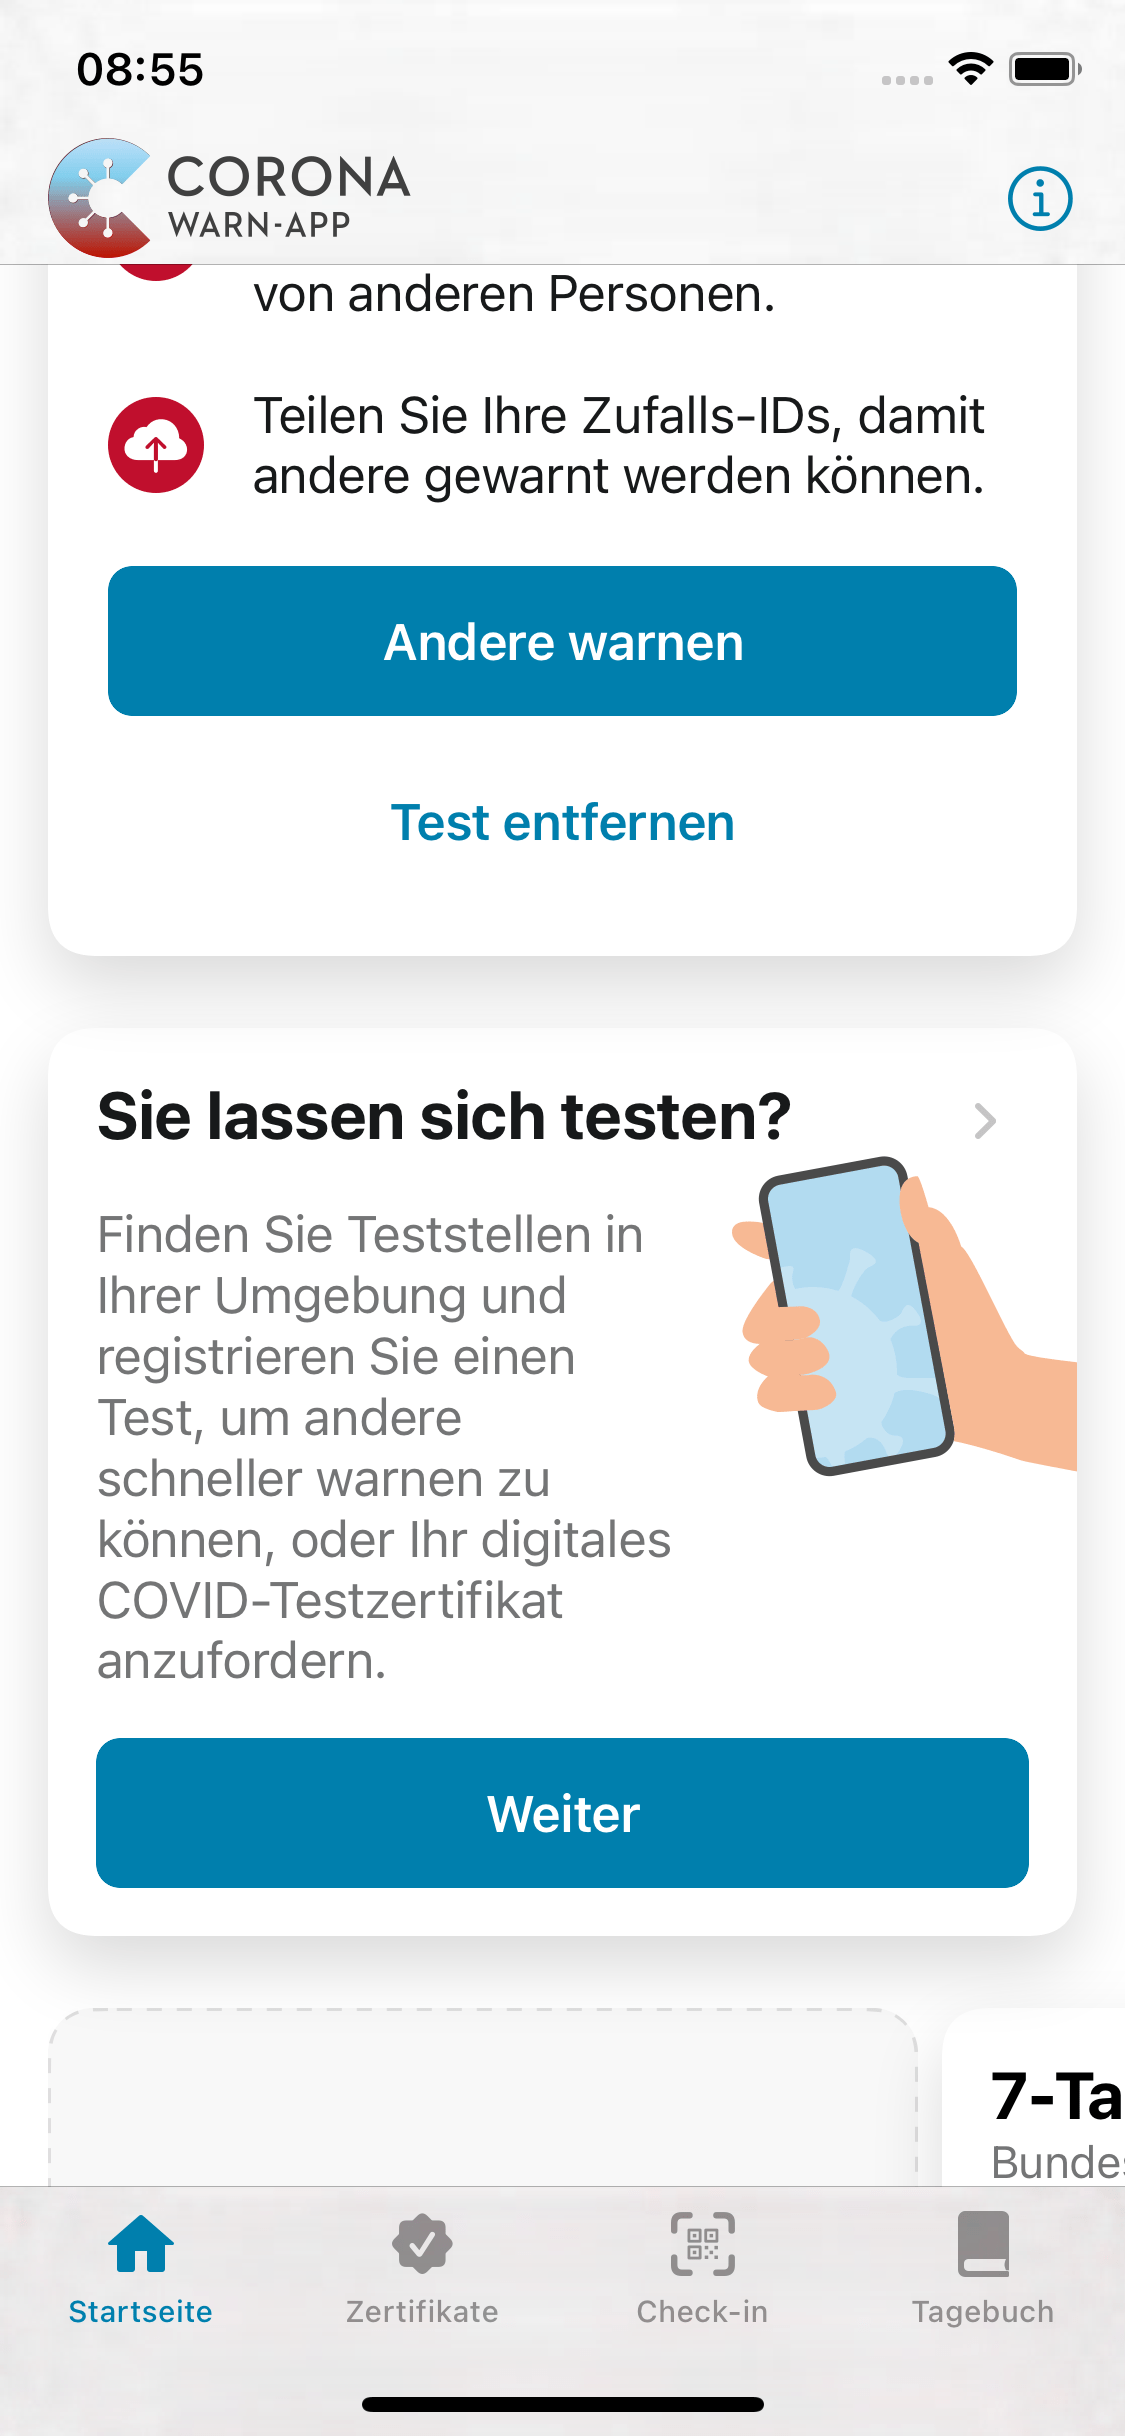 08:55
CORONA
WARN-APP
von anderen Personen.
Teilen Sie Ihre Zufalls-IDs, damit
andere gewarnt werden können.
Andere warnen
Test entfernen
Sie lassen sich testen?
Finden Sie Teststellen in
Ihrer Umgebung und
registrieren Sie einen
Test, um andere
schneller warnen zu
können, oder Ihr digitales
COVID-Testzertifikat
anzufordern.
Weiter
7-Ta
Bundes
Startseite
Zertifikate
Check-in
Tagebuch